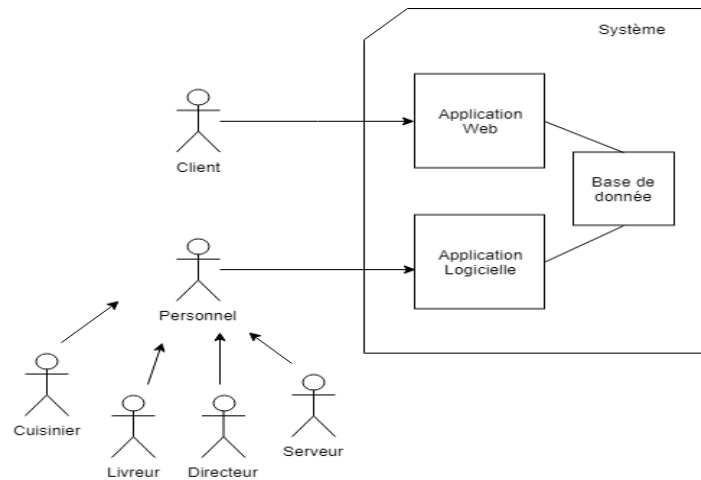 Système
Application
Web
Client
Base de
donnée
Application
Logicielle
Personnel
Cuisinier
Livreur
Directeur
Serveur